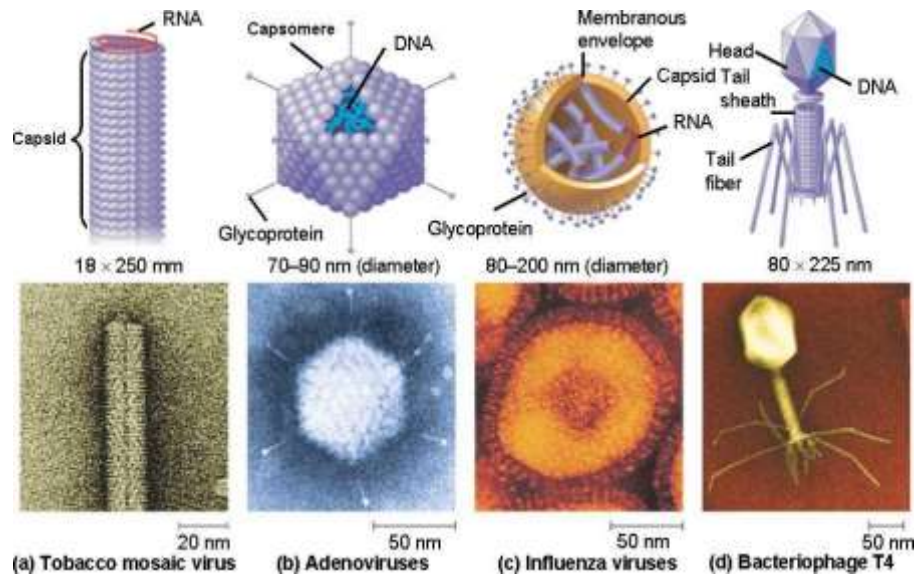 RNA
Capsid
18 × 250 mm
20 nm
(a) Tobacco mosaic virus
Capsomere
DNA
Glycoprotein
70–90 nm (diameter)
50 nm
(b) Adenoviruses
Membranous
envelope
Capsid
RNA
Glycoprotein
80–200 nm (diameter)
50 nm
(c) Influenza viruses
Head
DNA
Tail
sheath
Tail
fiber
80 × 225 nm
50 nm
(d) Bacteriophage T4